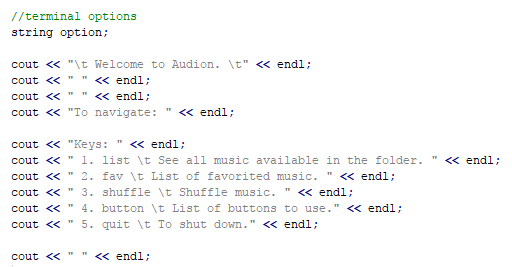 //terminal options
string option;
cout << "\t Welcome to Audion. \t" << endl;
cout << " " << endl;
cout << " " << endl;
cout << "To navigate: " << endl;
cout << "Keys: " << endl;
cout << " 1. list \t See all music available in the folder. " << endl;
cout << " 2. fav \t List of favorited music. " << endl;
cout << " 3. shuffle \t Shuffle music. " << endl;
cout << " 4. button \t List of buttons to use." << endl;
cout << " 5. quit \t To shut down." << endl;
cout << " " << endl;